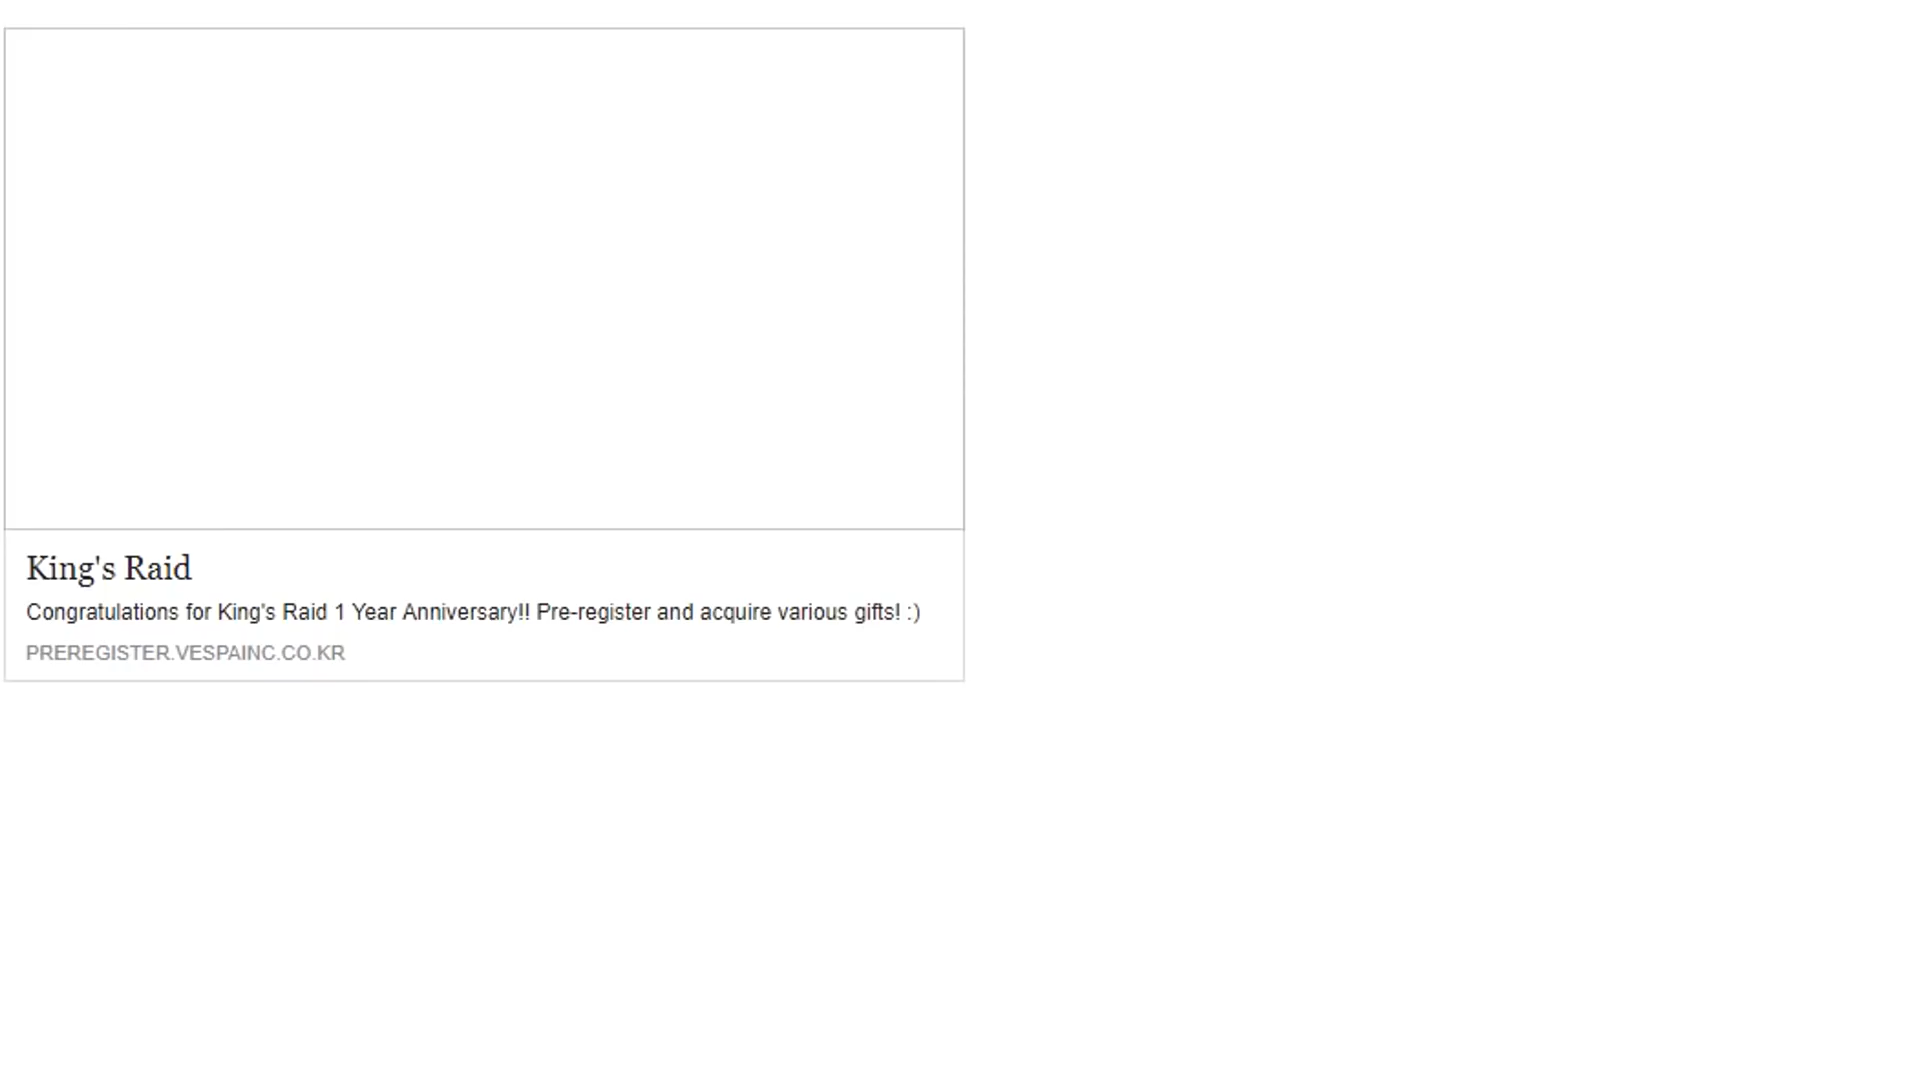 King's Raid
Congratulations for King's Raid 1 Year Anniversary!! Pre-register and acquire various gifts! :)
PREREGISTER.VESPAINC.CO.KR